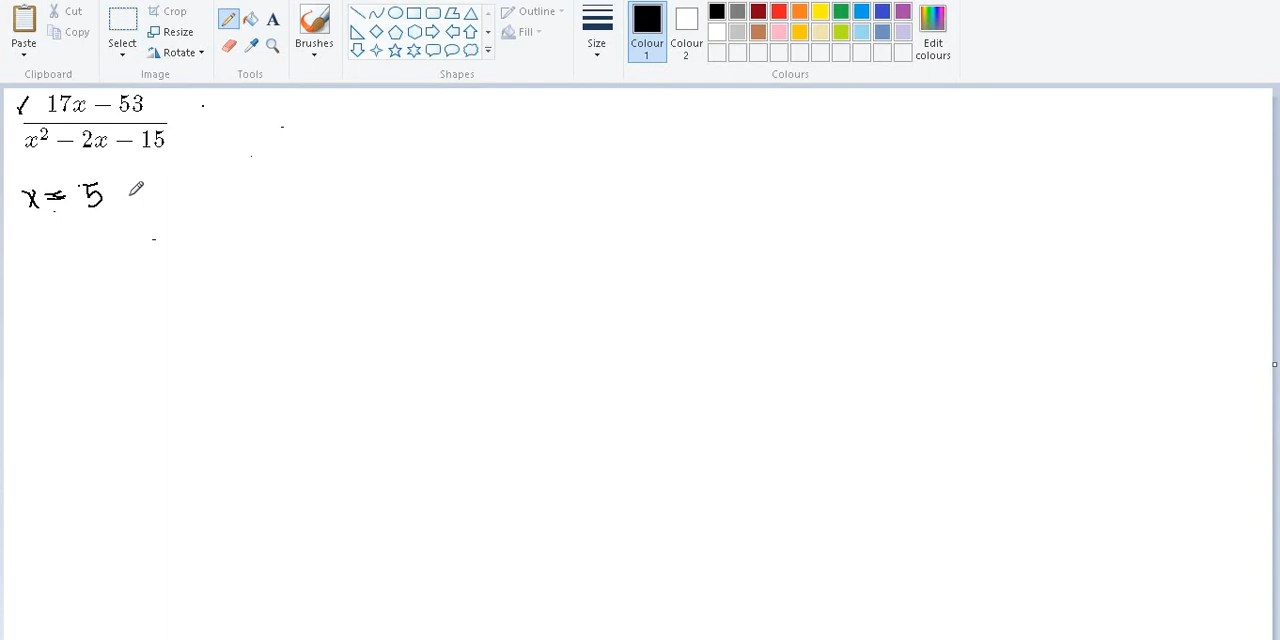 Paste
Cut
Copy
Clipboard
Select
Crop
Resize
Rotate
Image
A
Tools
Brushes
Outline
Fill
Shapes
Size
Colour 1
Colour 2
Edit colours
Colours
17x − 53
x² − 2x − 15
x = 5